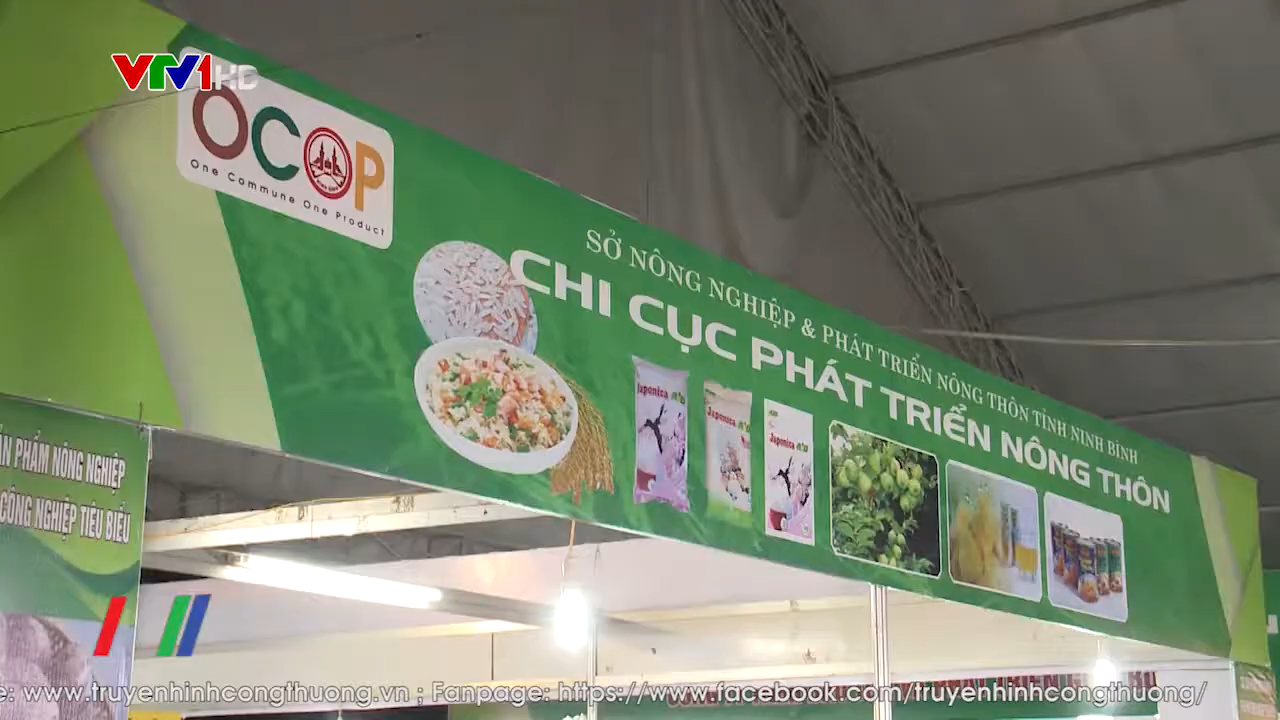 VTV1HD
OCOP
One Commune One Product
SỞ NÔNG NGHIỆP & PHÁT TRIỂN NÔNG THÔN TỈNH NINH BÌNH
CHI CỤC PHÁT TRIỂN NÔNG THÔN
Japonica
Japonica
Japonica
PHẨM NÔNG NGHIỆP
CÔNG NGHIỆP TIÊU BIỂU
www.truyenhinhcongthuong.vn ; Fanpage: https://www.facebook.com/truyenhinhcongthuong/